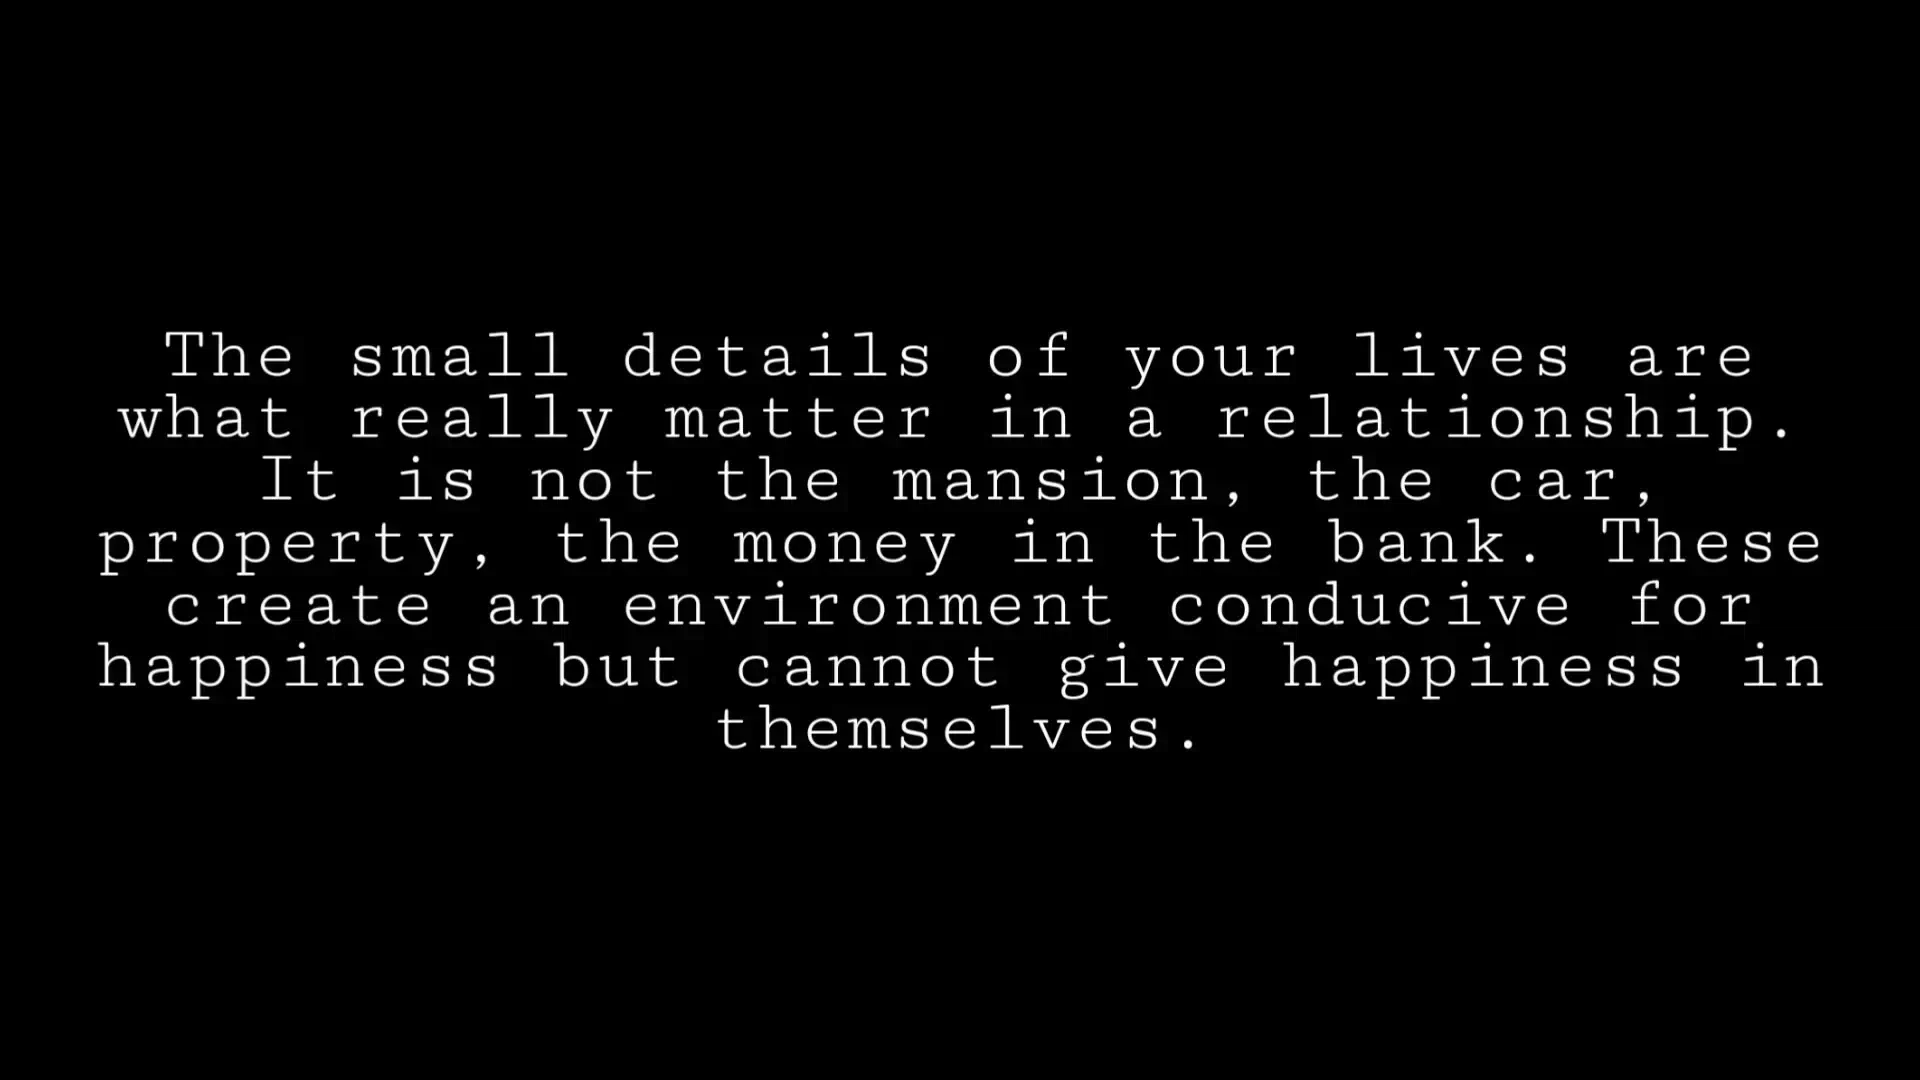 The small details of your lives are
what really matter in a relationship.
It is not the mansion, the car,
property, the money in the bank. These
create an environment conducive for
happiness but cannot give happiness in
themselves.